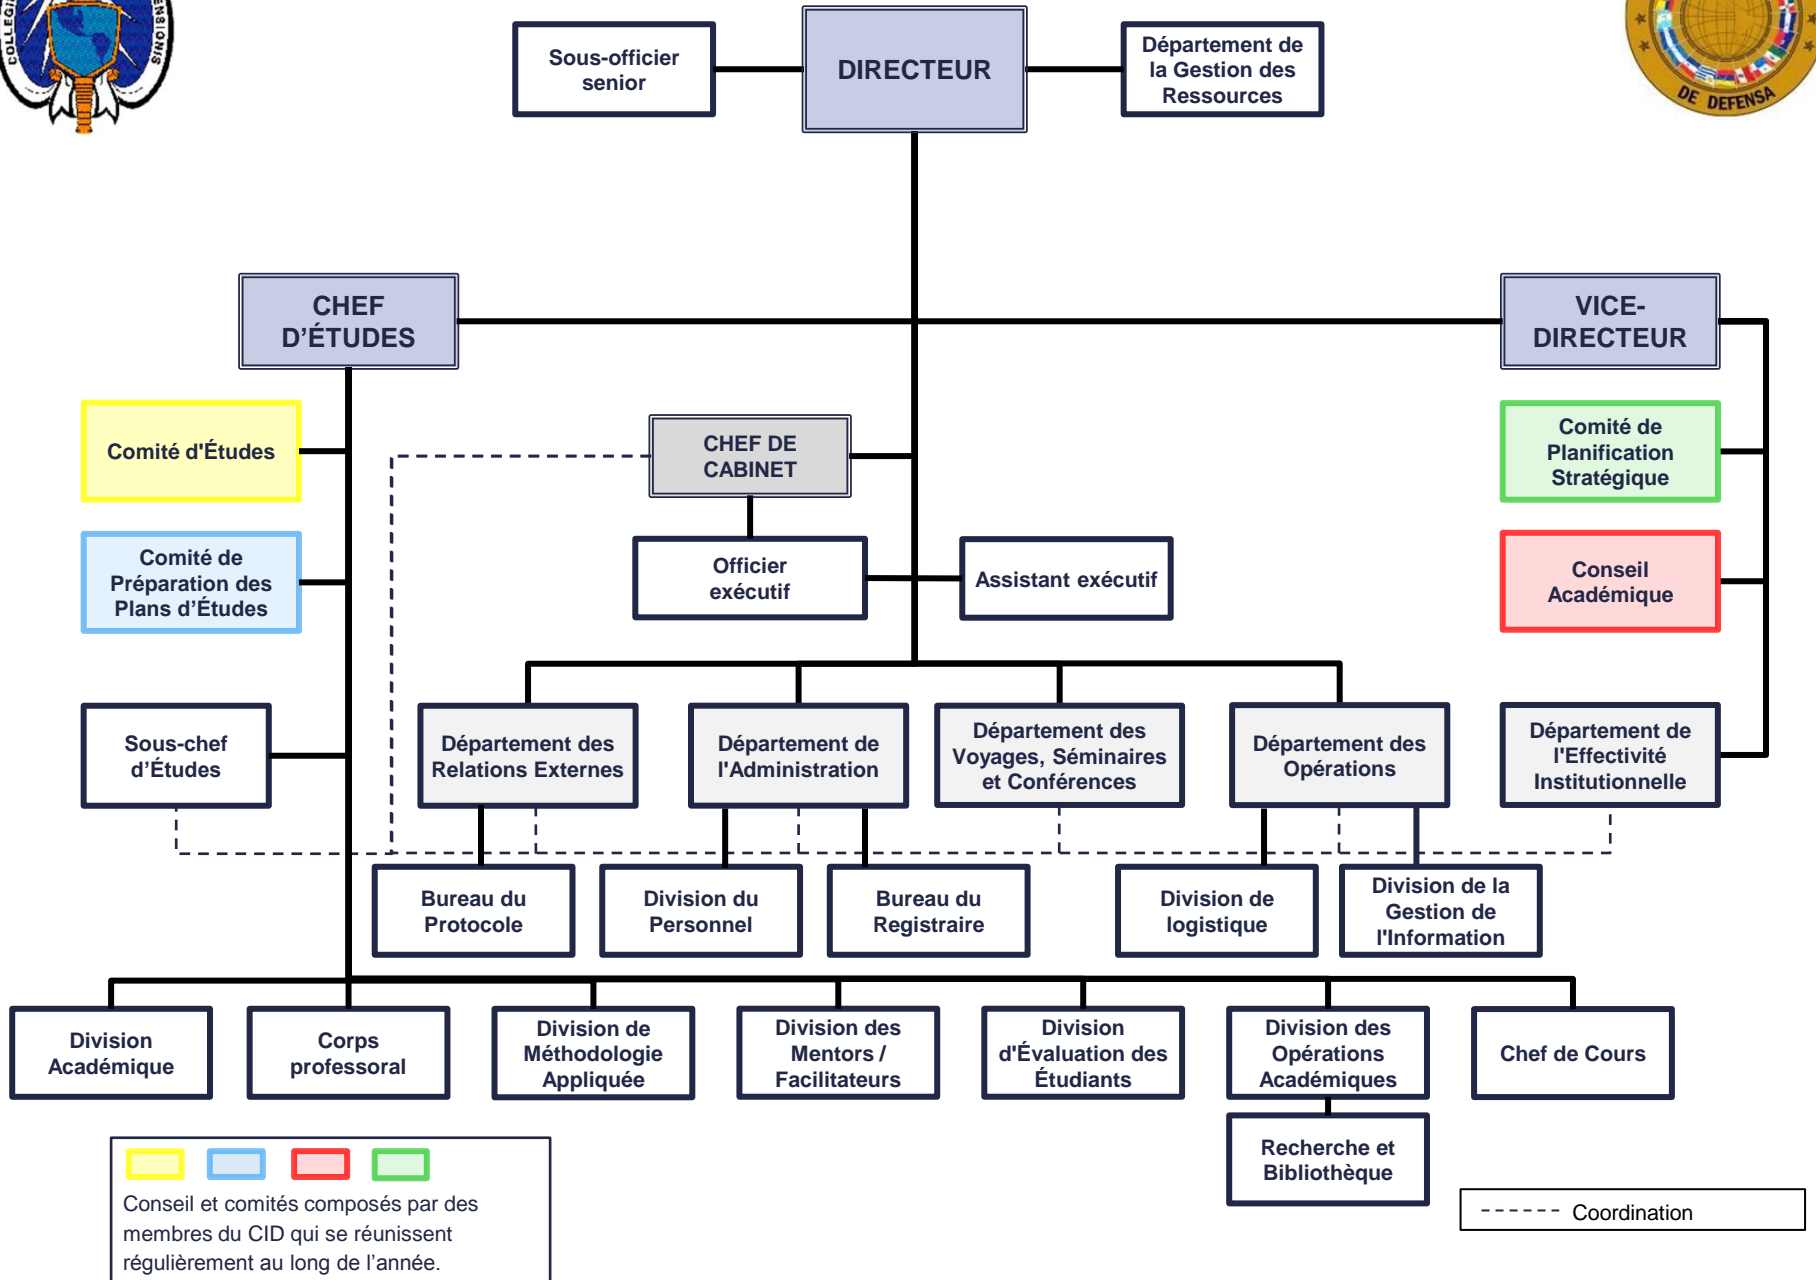 COLLEGI
ENSIONIS
DE DEFENSA
Sous-officier
senior
DIRECTEUR
Département de
la Gestion des
Ressources
CHEF
D’ÉTUDES
VICE-
DIRECTEUR
Comité d'Études
CHEF DE
CABINET
Comité de
Planification
Stratégique
Comité de
Préparation des
Plans d’Études
Officier
exécutif
Assistant exécutif
Conseil
Académique
Sous-chef
d’Études
Département des
Relations Externes
Département de
l'Administration
Département des
Voyages, Séminaires
et Conférences
Département des
Opérations
Département de
l'Effectivité
Institutionnelle
Bureau du
Protocole
Division du
Personnel
Bureau du
Registraire
Division de
logistique
Division de la
Gestion de
l'Information
Division
Académique
Corps
professoral
Division de
Méthodologie
Appliquée
Division des
Mentors /
Facilitateurs
Division
d'Évaluation des
Étudiants
Division des
Opérations
Académiques
Chef de Cours
Recherche et
Bibliothèque
Conseil et comités composés par des
membres du CID qui se réunissent
régulièrement au long de l’année.
Coordination